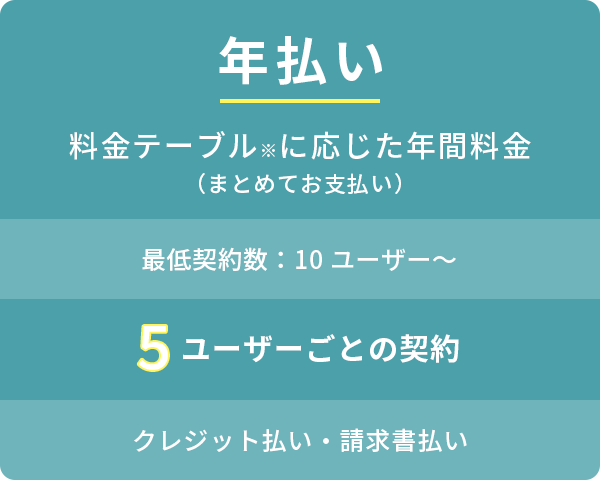 年払い
料金テーブル※に応じた年間料金
（まとめてお支払い）
最低契約数：10 ユーザー～
5 ユーザーごとの契約
クレジット払い・請求書払い